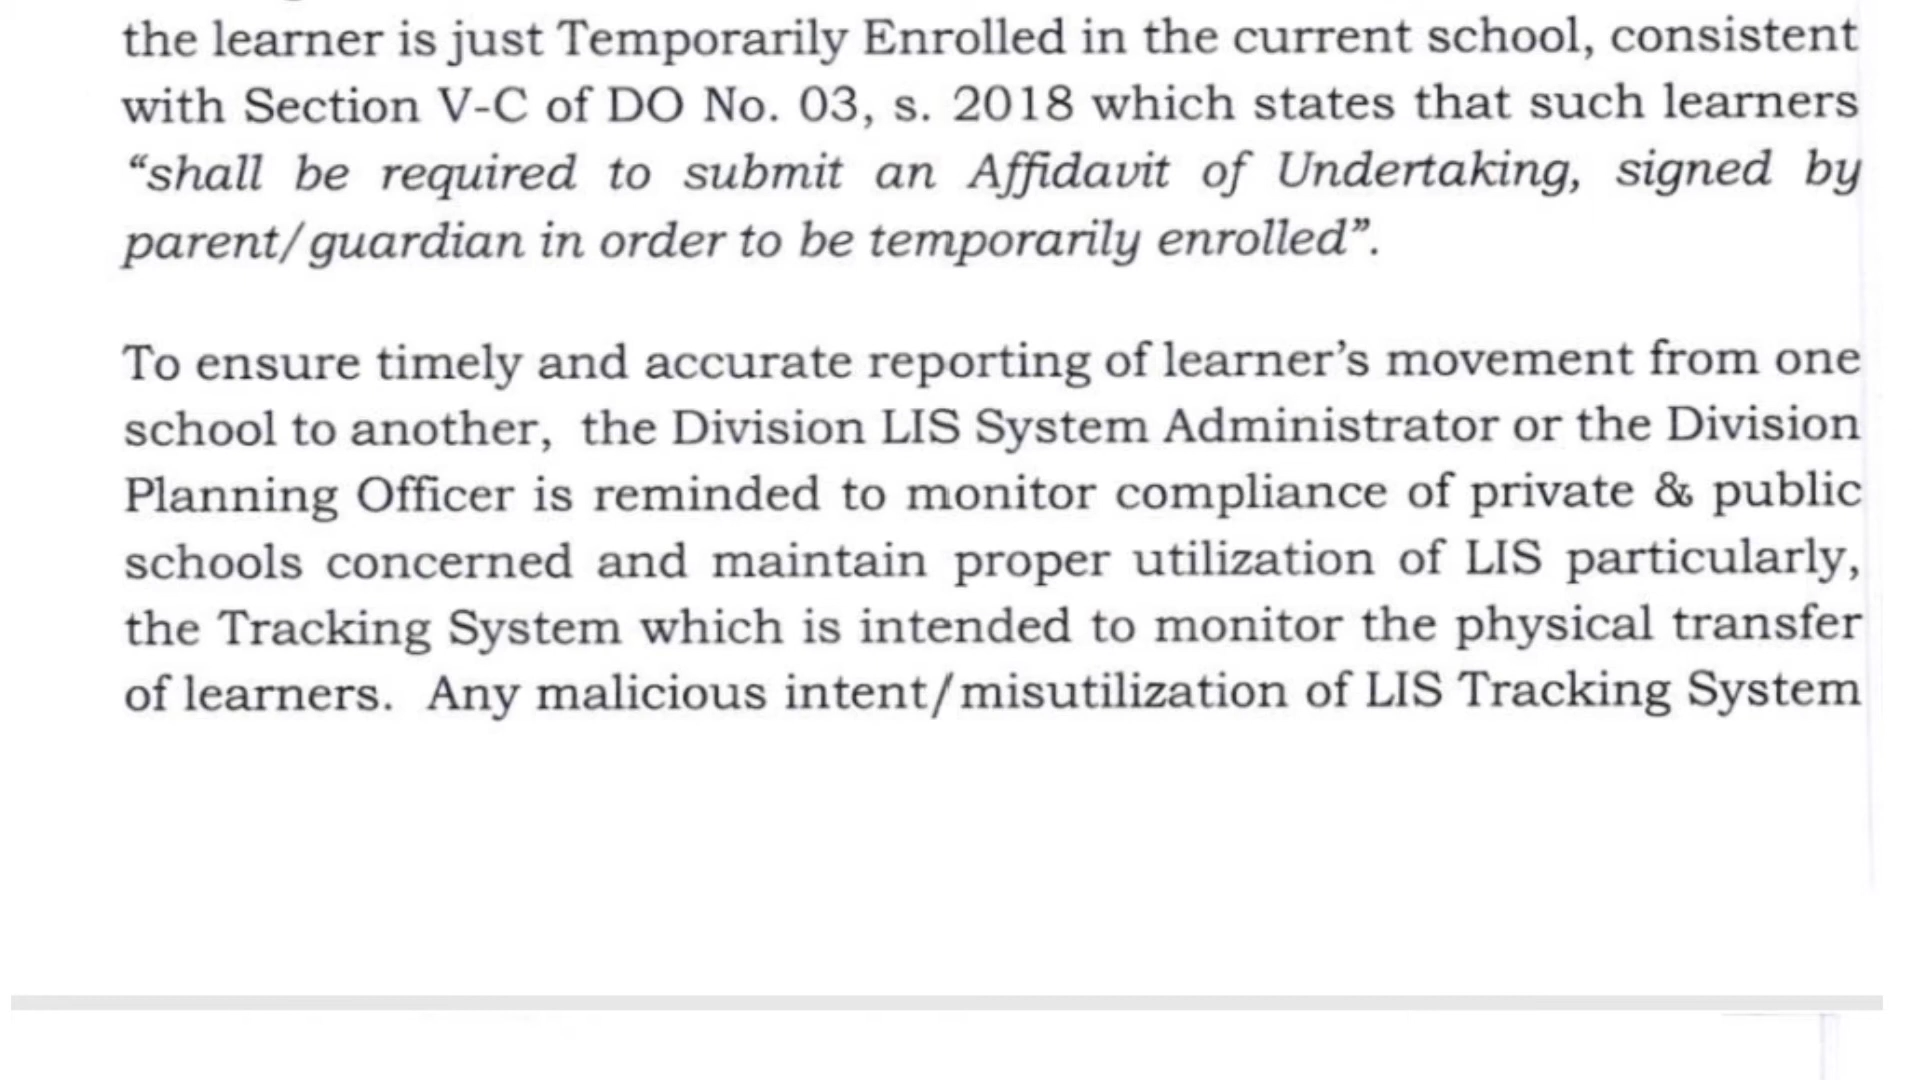 the learner is just Temporarily Enrolled in the current school, consistent
with Section V-C of DO No. 03, s. 2018 which states that such learners
“shall be required to submit an Affidavit of Undertaking, signed by
parent/guardian in order to be temporarily enrolled”.
To ensure timely and accurate reporting of learner’s movement from one
school to another, the Division LIS System Administrator or the Division
Planning Officer is reminded to monitor compliance of private & public
schools concerned and maintain proper utilization of LIS particularly,
the Tracking System which is intended to monitor the physical transfer
of learners. Any malicious intent/misutilization of LIS Tracking System